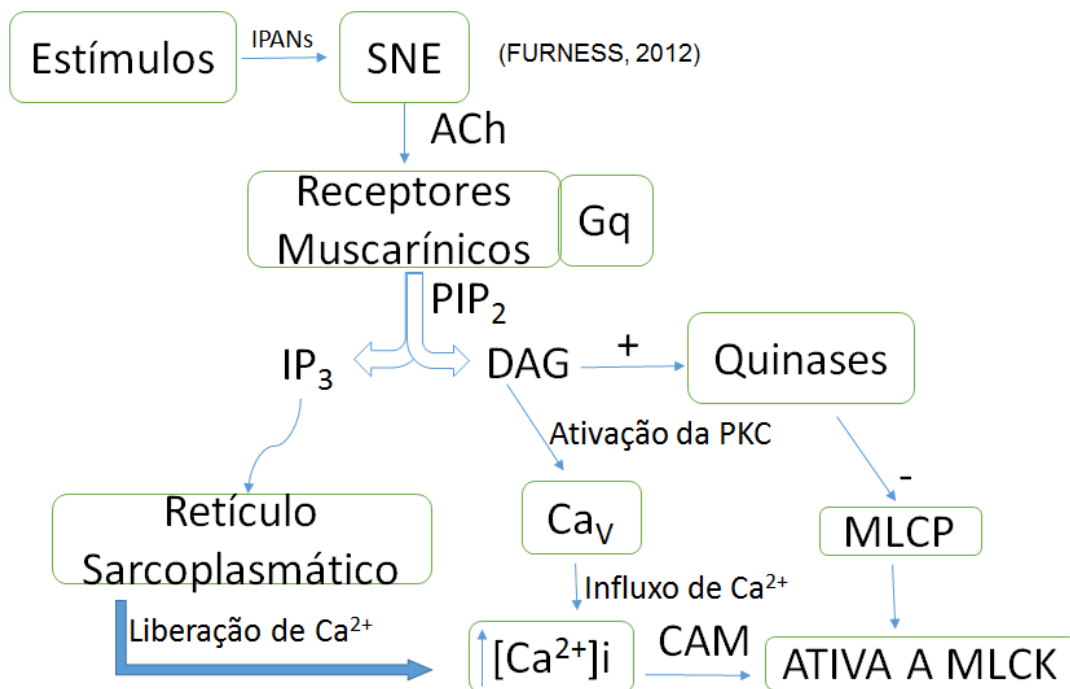 Estímulos
IPANs
SNE
(FURNESS, 2012)
ACh
Receptores
Muscarínicos
Gq
PIP₂
IP₃
DAG
+
Quinases
Ativação da PKC
-
Retículo
Sarcoplasmático
Ca_V
MLCP
Influxo de Ca²⁺
Liberação de Ca²⁺
[Ca²⁺]i
CAM
ATIVA A MLCK